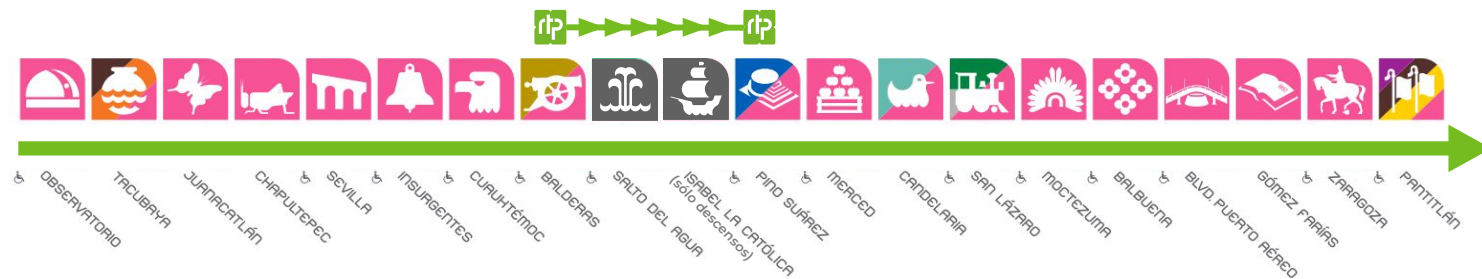 rtp rtp
OBSERVATORIO
TACUBAYA
JUANACATLÁN
CHAPULTEPEC
SEVILLA
INSURGENTES
CUAUHTÉMOC
BALDERAS
SALTO DEL AGUA
ISABEL LA CATÓLICA
(sólo descensos)
PINO SUÁREZ
MERCED
CANDELARIA
SAN LÁZARO
MOCTEZUMA
BALBUENA
BLVD. PUERTO AÉREO
GÓMEZ FARÍAS
ZARAGOZA
PANTITLÁN